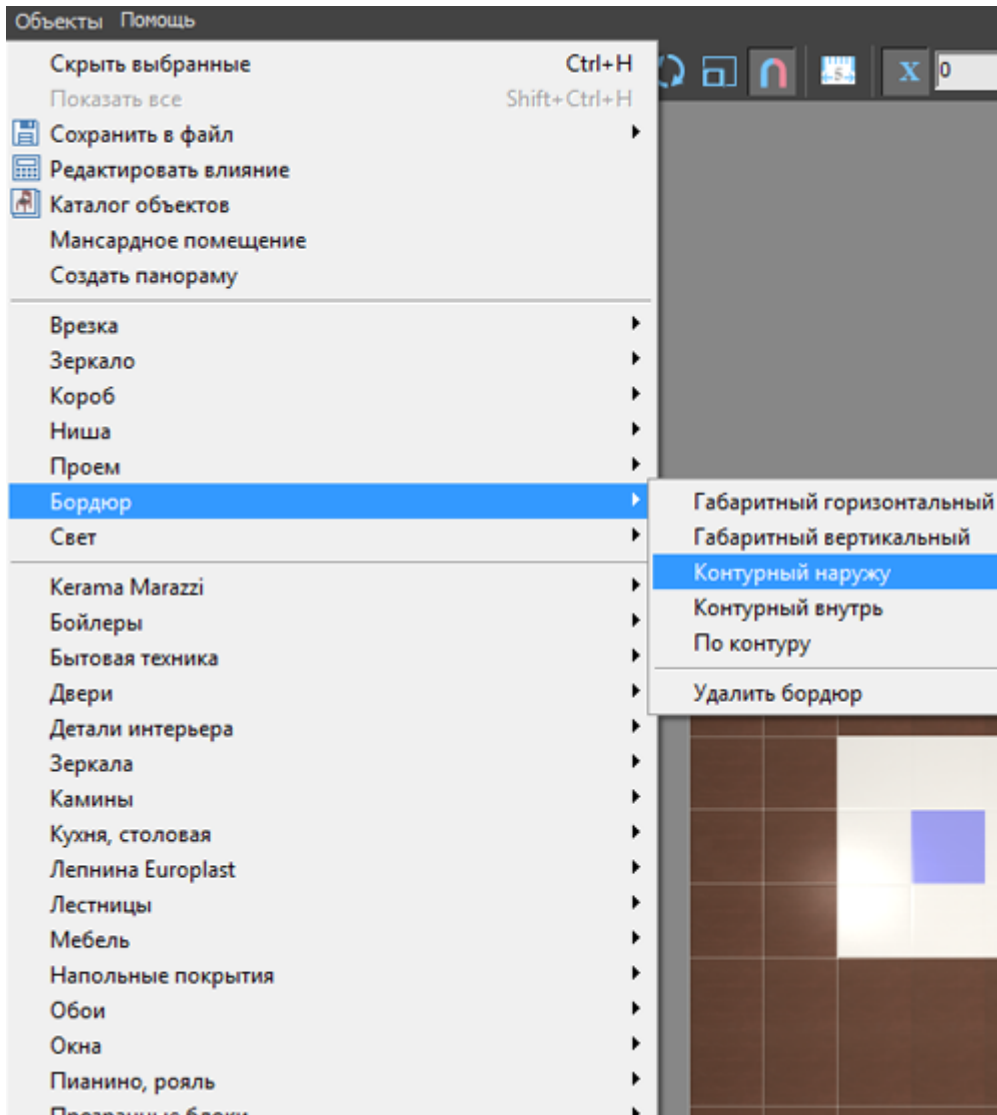 Объекты Помощь
Скрыть выбранные Ctrl+H
Показать все Shift+Ctrl+H
Сохранить в файл
Редактировать влияние
Каталог объектов
Мансардное помещение
Создать панораму
Врезка
Зеркало
Короб
Ниша
Проем
Бордюр
Свет
Kerama Marazzi
Бойлеры
Бытовая техника
Двери
Детали интерьера
Зеркала
Камины
Кухня, столовая
Лепнина Europlast
Лестницы
Мебель
Напольные покрытия
Обои
Окна
Пианино, рояль
5
X 0
Габаритный горизонтальный
Габаритный вертикальный
Контурный наружу
Контурный внутрь
По контуру
Удалить бордюр